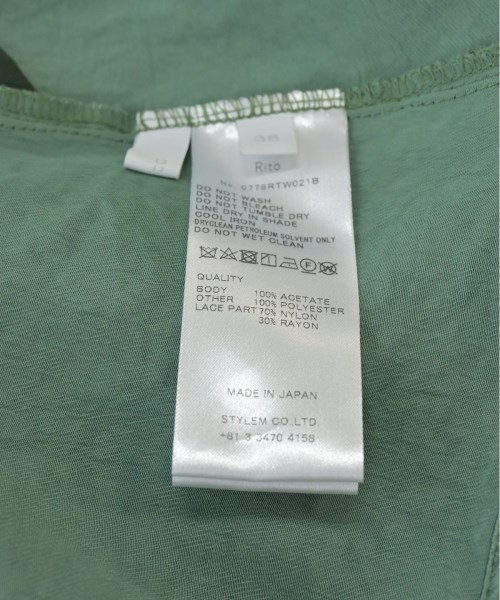 38
Rito
0776RTW021B
DO NOT WASH
DO NOT BLEACH
DO NOT TUMBLE DRY
LINE DRY IN SHADE
COOL IRON
DRYCLEAN PETROLEUM SOLVENT ONLY
DO NOT WET CLEAN
QUALITY
BODY 100% ACETATE
OTHER 100% POLYESTER
LACE PART 70% NYLON
30% RAYON
MADE IN JAPAN
STYLEM CO.,LTD.
+81 3 3470 4158